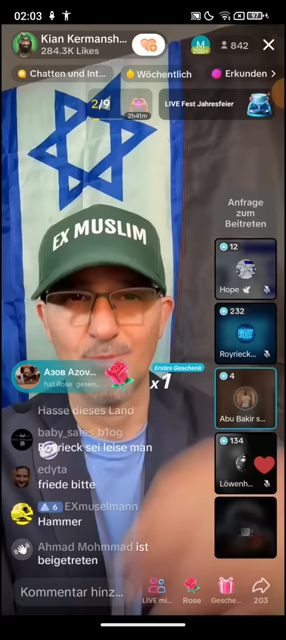 02:03
97
Kian Kermansh...
284.3K Likes
M
700+
842
Chatten und Int...
Wöchentlich
Erkunden
2/9
2h41m
LIVE Fest Jahresfeier
EX MUSLIM
Anfrage
zum
Beitreten
12
Hope
232
Royrieck...
4
Abu Bakir s...
134
Löwenh...
Азов Azov...
hat Rose gesen...
Erstes Geschenk
x1
Hasse dieses Land
baby_sales_b1og
Royrieck sei leise man
edyta
friede bitte
6 EXmuselmann
Hammer
Ahmad Mohmmad ist
beigetreten
Kommentar hinz...
LIVE mi...
Rose
Gesche...
203